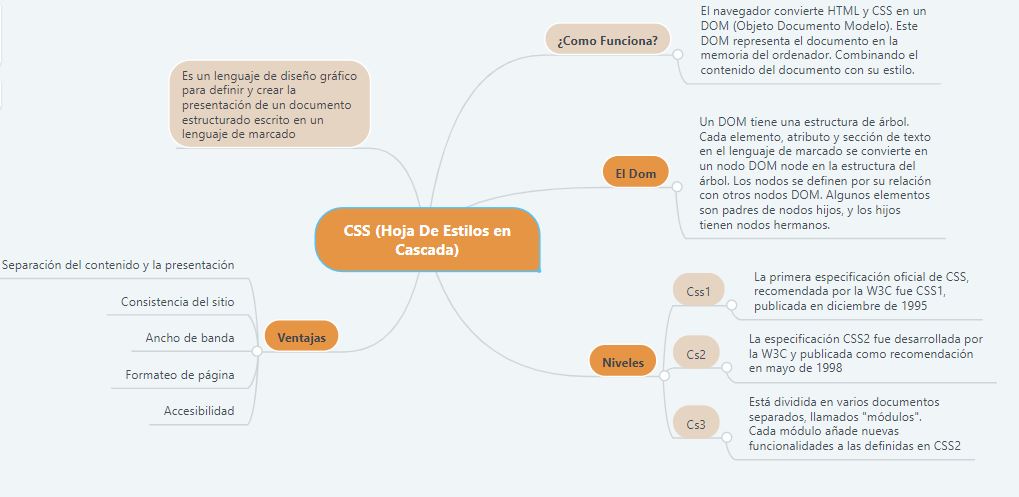 El navegador convierte HTML y CSS en un
DOM (Objeto Documento Modelo). Este
DOM representa el documento en la
memoria del ordenador. Combinando el
contenido del documento con su estilo.
¿Como Funciona?
Es un lenguaje de diseño gráfico
para definir y crear la
presentación de un documento
estructurado escrito en un
lenguaje de marcado
Un DOM tiene una estructura de árbol.
Cada elemento, atributo y sección de texto
en el lenguaje de marcado se convierte en
un nodo DOM node en la estructura del
árbol. Los nodos se definen por su relación
con otros nodos DOM. Algunos elementos
son padres de nodos hijos, y los hijos
tienen nodos hermanos.
El Dom
CSS (Hoja De Estilos en
Cascada)
Separación del contenido y la presentación
Consistencia del sitio
Ancho de banda
Formateo de página
Accesibilidad
Ventajas
Niveles
Css1
La primera especificación oficial de CSS,
recomendada por la W3C fue CSS1,
publicada en diciembre de 1995
Cs2
La especificación CSS2 fue desarrollada por
la W3C y publicada como recomendación
en mayo de 1998
Cs3
Está dividida en varios documentos
separados, llamados "módulos".
Cada módulo añade nuevas
funcionalidades a las definidas en CSS2